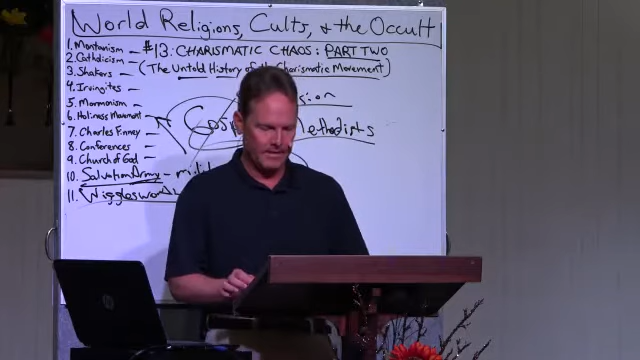 World Religions, Cults, & the Occult
#13: CHARISMATIC CHAOS: PART TWO
(The Untold History of the Charismatic Movement)
1. Montanism -
2. Catholicism -
3. Shakers -
4. Irvingites
5. Mormonism -
6. Holiness Movement
7. Charles Finney -
8. Conferences -
9. Church of God -
10. Salvation Army -
11. Wigglesworth